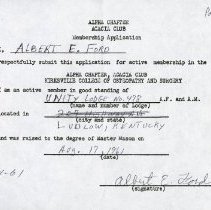 ALPHA CHAPTER
ACACIA CLUB
Membership Application
ALBERT E. FORD
respectfully submit this application for active membership in the
ALPHA CHAPTER, ACACIA CLUB
KIRKSVILLE COLLEGE OF OSTEOPATHY AND SURGERY
I am an active member in good standing of
UNITY LODGE No. 478 A.F. and A.M.
(name and number of Lodge)
located in
(city and state)
LUDLOW, KENTUCKY
and was raised to the degree of Master Mason on
AUG. 17, 1961
(date)
-61
Albert E. Ford
(signature)